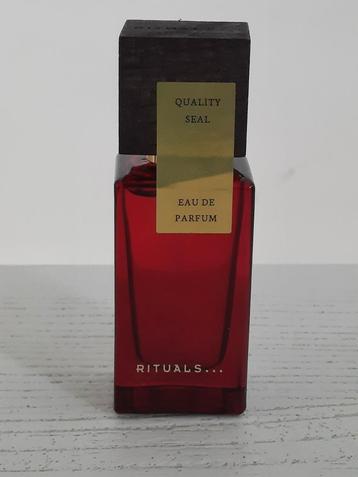 QUALITY
SEAL
EAU DE
PARFUM
RITUALS...